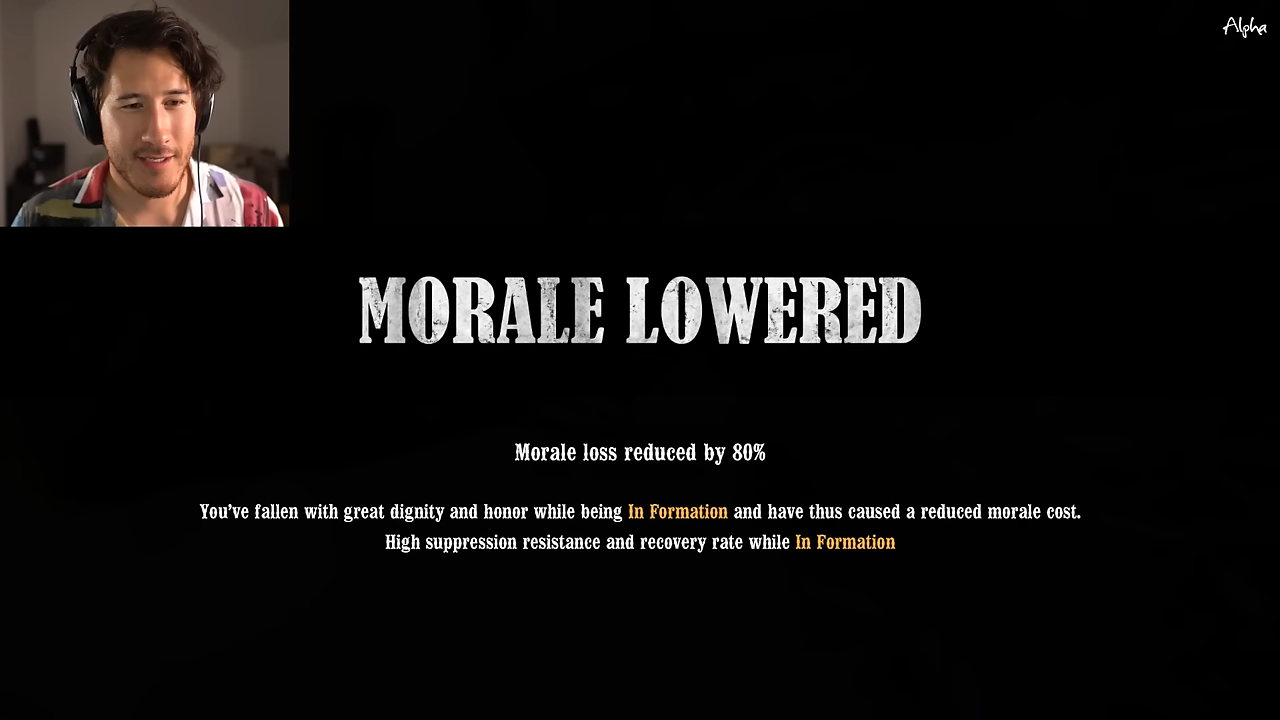 Alpha
MORALE LOWERED
Morale loss reduced by 80%
You've fallen with great dignity and honor while being In Formation and have thus caused a reduced morale cost.
High suppression resistance and recovery rate while In Formation